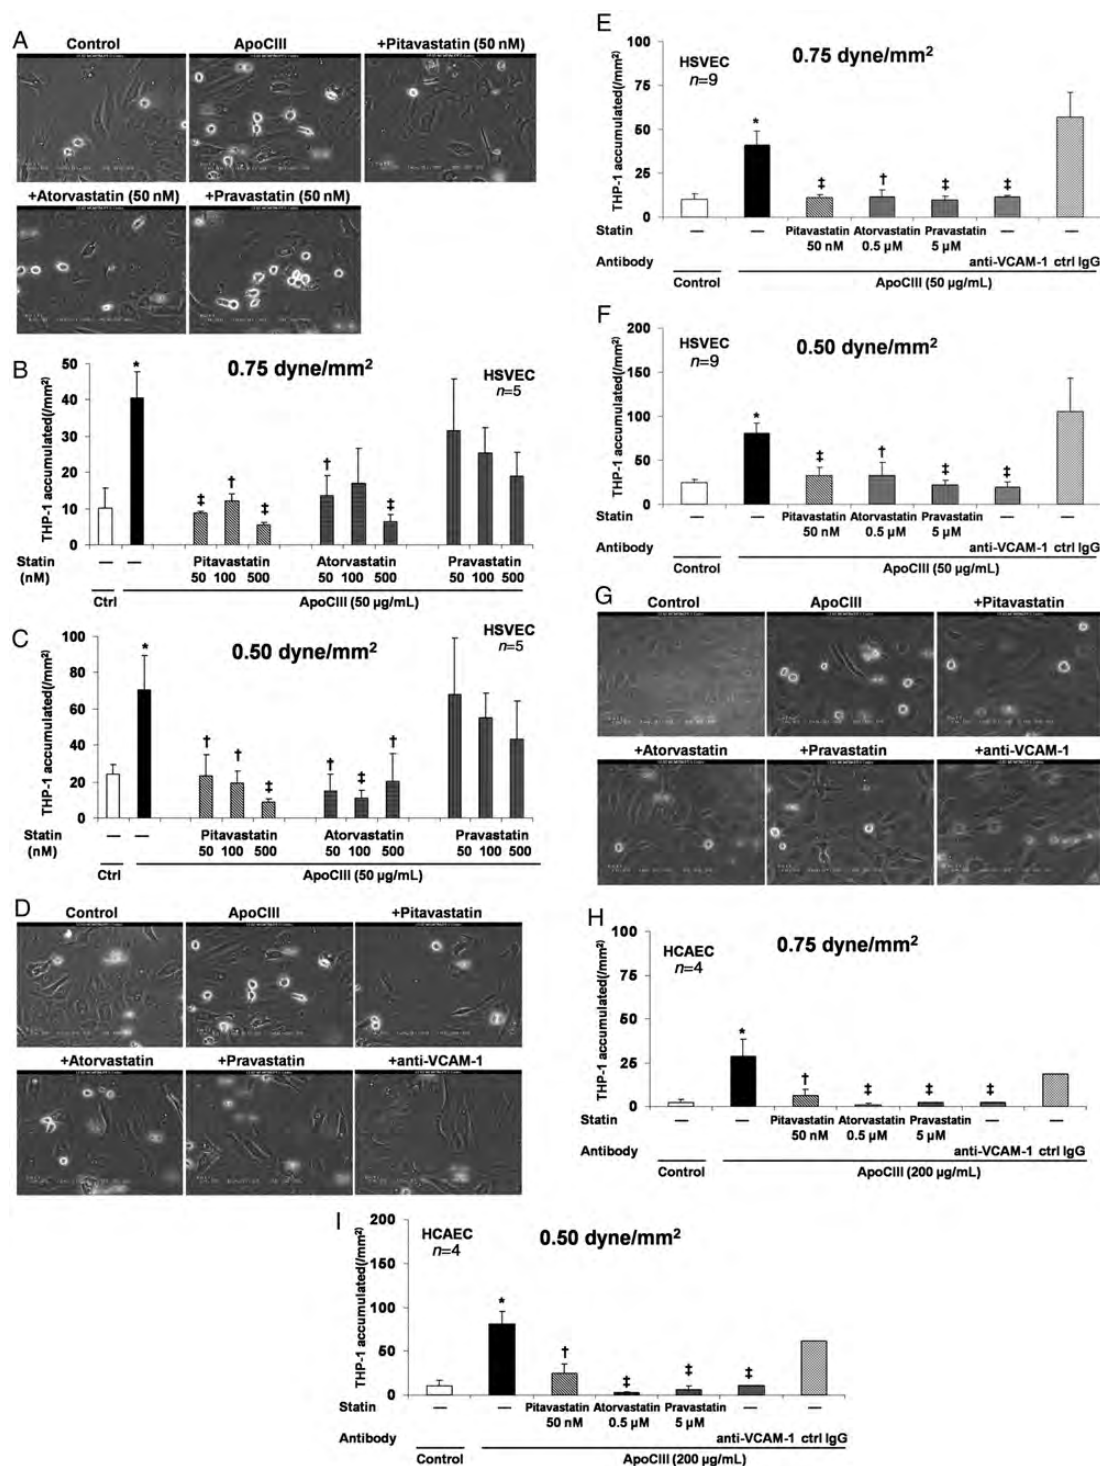 A
Control
ApoCIII
+Pitavastatin (50 nM)
+Atorvastatin (50 nM)
+Pravastatin (50 nM)
B
0.75 dyne/mm²
HSVEC
n=5
THP-1 accumulated(/mm²)
50
40
30
20
10
0
*
‡ † ‡ † ‡
Statin — — Pitavastatin Atorvastatin Pravastatin
(nM) 50 100 500 50 100 500 50 100 500
Ctrl ApoCIII (50 µg/mL)
C
0.50 dyne/mm²
HSVEC
n=5
THP-1 accumulated(/mm²)
100
80
60
40
20
0
*
† † ‡ † ‡ †
Statin — — Pitavastatin Atorvastatin Pravastatin
(nM) 50 100 500 50 100 500 50 100 500
Ctrl ApoCIII (50 µg/mL)
D
Control
ApoCIII
+Pitavastatin
+Atorvastatin
+Pravastatin
+anti-VCAM-1
E
HSVEC
n=9
0.75 dyne/mm²
THP-1 accumulated(/mm²)
100
75
50
25
0
*
‡ † ‡ ‡
Statin — — Pitavastatin Atorvastatin Pravastatin — —
50 nM 0.5 µM 5 µM
Antibody anti-VCAM-1 ctrl IgG
Control ApoCIII (50 µg/mL)
F
HSVEC
n=9
0.50 dyne/mm²
THP-1 accumulated(/mm²)
200
150
100
50
0
*
‡ † ‡ ‡
Statin — — Pitavastatin Atorvastatin Pravastatin — —
50 nM 0.5 µM 5 µM
Antibody anti-VCAM-1 ctrl IgG
Control ApoCIII (50 µg/mL)
G
Control
ApoCIII
+Pitavastatin
+Atorvastatin
+Pravastatin
+anti-VCAM-1
H
HCAEC
n=4
0.75 dyne/mm²
THP-1 accumulated(/mm²)
100
75
50
25
0
*
† ‡ ‡ ‡
Statin — — Pitavastatin Atorvastatin Pravastatin — —
50 nM 0.5 µM 5 µM
Antibody anti-VCAM-1 ctrl IgG
Control ApoCIII (200 µg/mL)
I
HCAEC
n=4
0.50 dyne/mm²
THP-1 accumulated(/mm²)
200
150
100
50
0
*
† ‡ ‡ ‡
Statin — — Pitavastatin Atorvastatin Pravastatin — —
50 nM 0.5 µM 5 µM
Antibody anti-VCAM-1 ctrl IgG
Control ApoCIII (200 µg/mL)